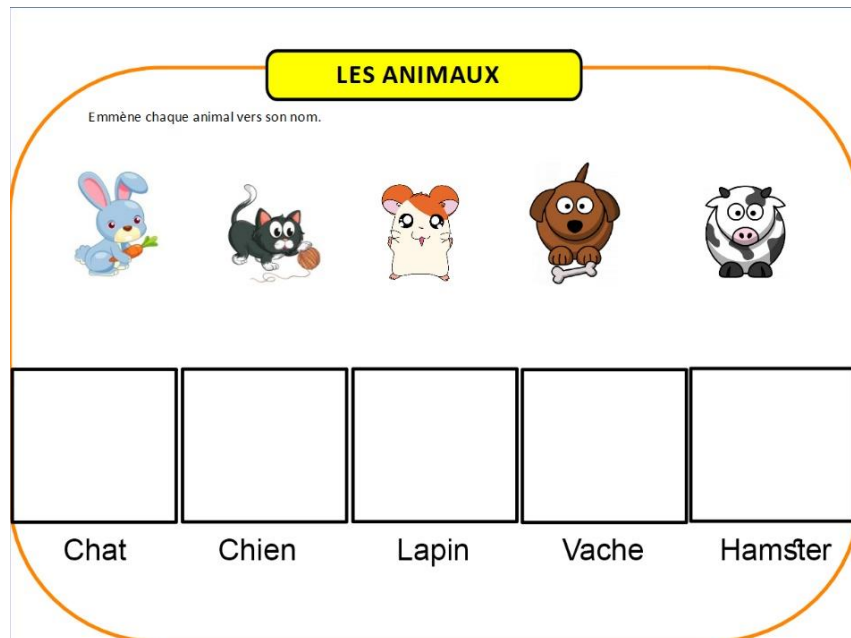 LES ANIMAUX
Emmène chaque animal vers son nom.
Chat Chien Lapin Vache Hamster